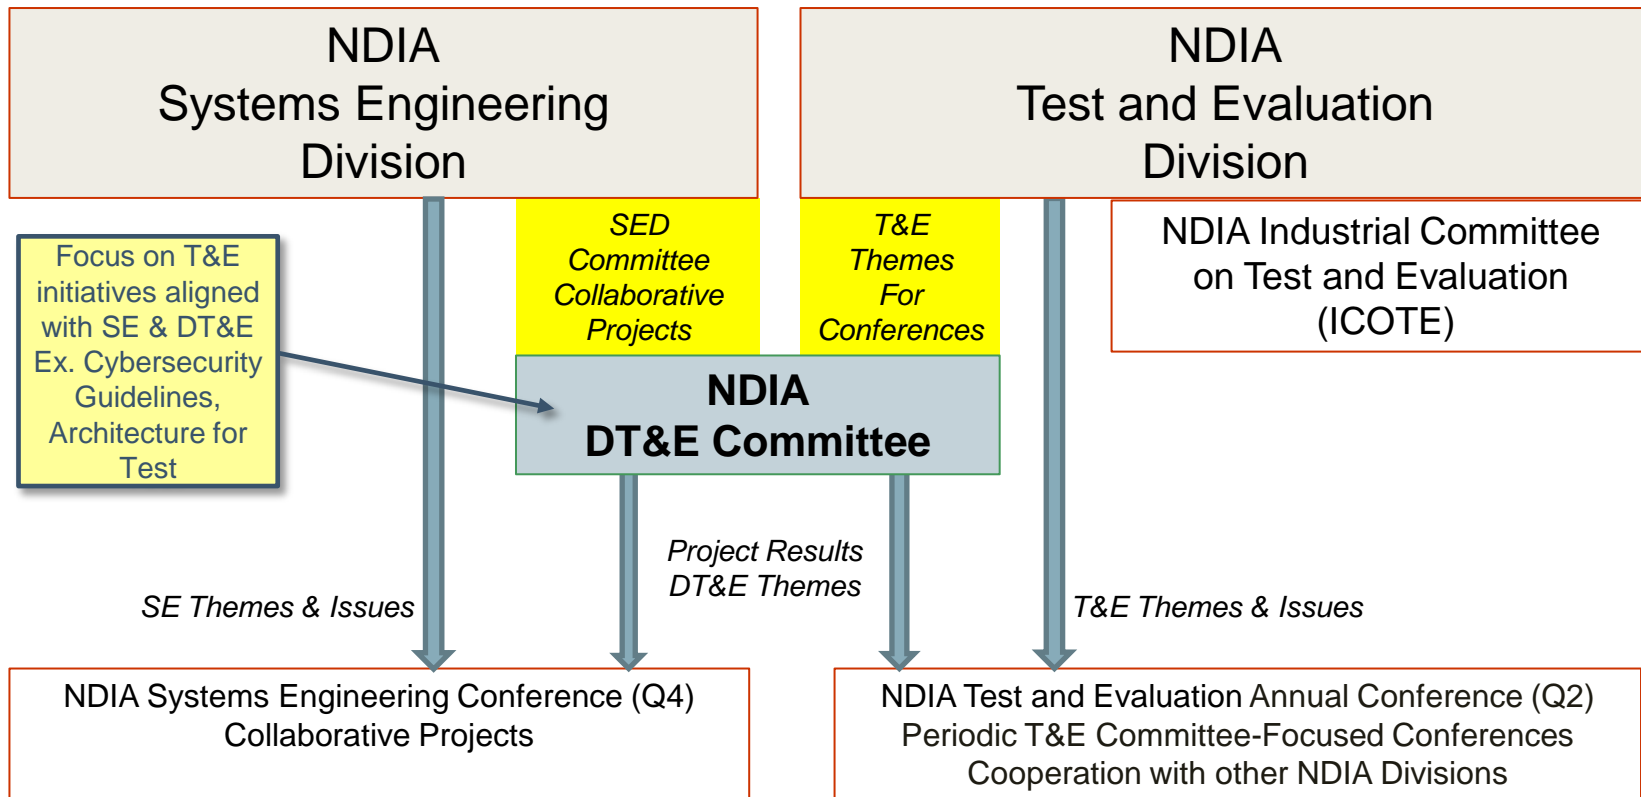 NDIA
Systems Engineering
Division
NDIA
Test and Evaluation
Division
SED
Committee
Collaborative
Projects
T&E
Themes
For
Conferences
NDIA Industrial Committee
on Test and Evaluation
(ICOTE)
Focus on T&E
initiatives aligned
with SE & DT&E
Ex. Cybersecurity
Guidelines,
Architecture for
Test
NDIA
DT&E Committee
Project Results
DT&E Themes
SE Themes & Issues
T&E Themes & Issues
NDIA Systems Engineering Conference (Q4)
Collaborative Projects
NDIA Test and Evaluation Annual Conference (Q2)
Periodic T&E Committee-Focused Conferences
Cooperation with other NDIA Divisions